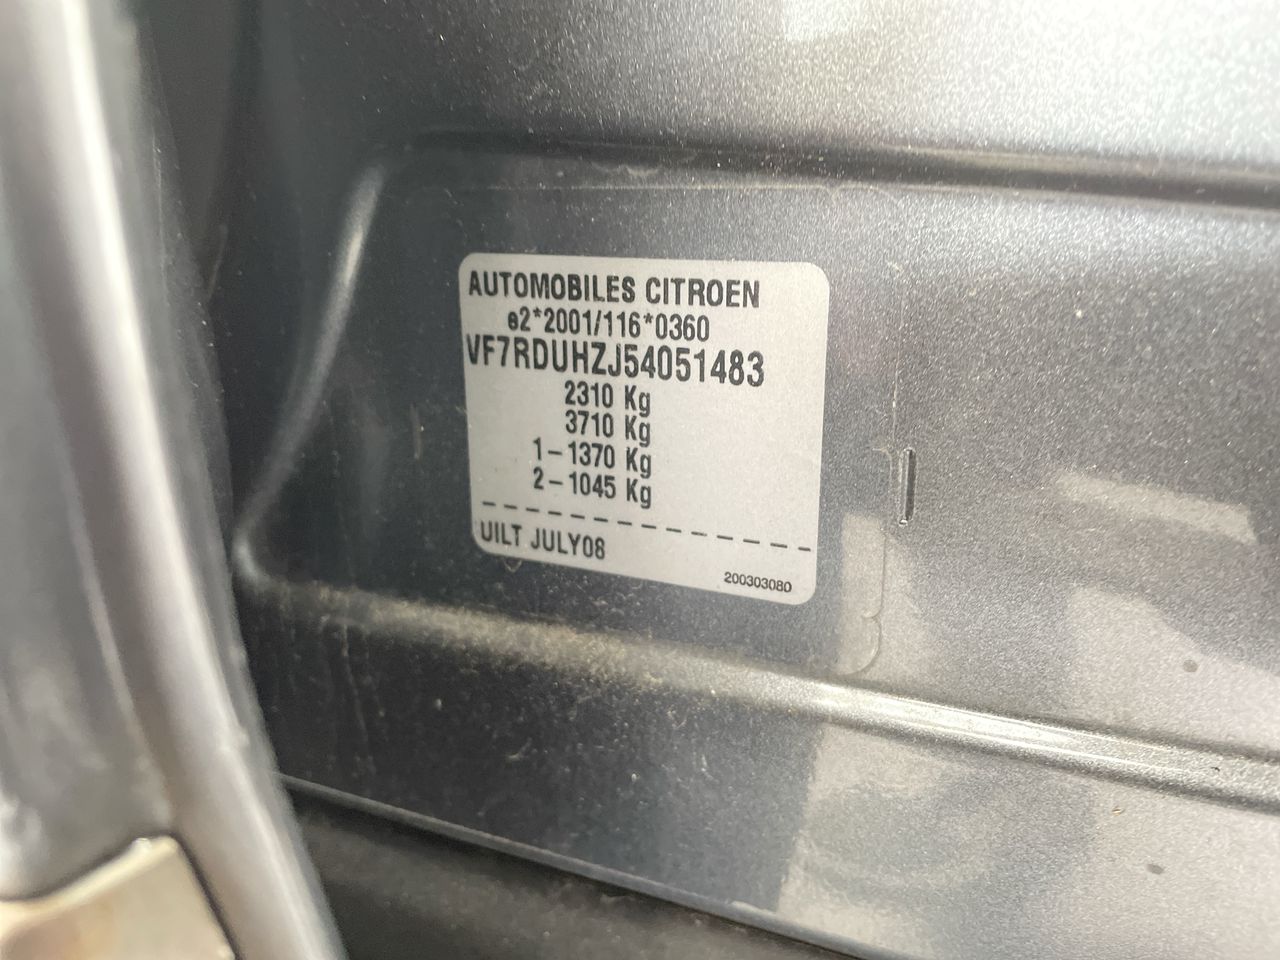 AUTOMOBILES CITROEN
e2*2001/116*0360
VF7RDUHZJ54051483
2310 Kg
3710 Kg
1-1370 Kg
2-1045 Kg
UILT JULY08
200303080